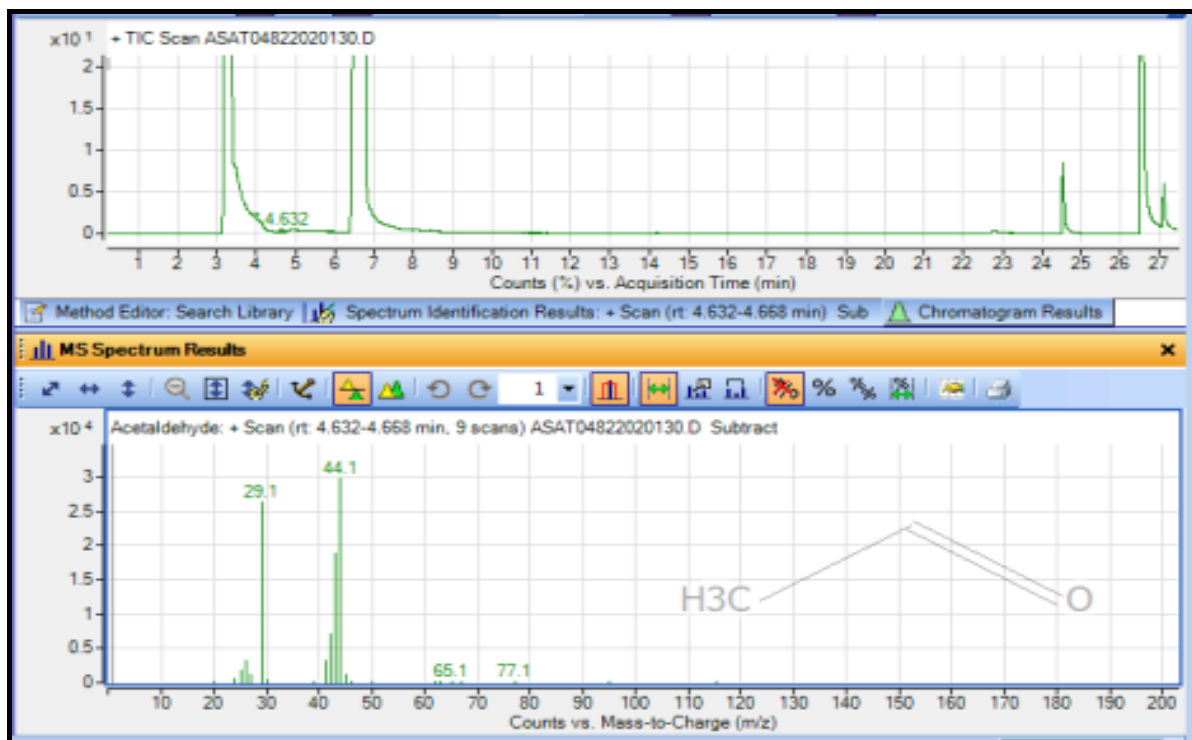 x10 1 + TIC Scan ASAT04822020130.D
2
1.5
1
0.5
0
4.632
1 2 3 4 5 6 7 8 9 10 11 12 13 14 15 16 17 18 19 20 21 22 23 24 25 26 27
Counts (%) vs. Acquisition Time (min)
Method Editor: Search Library Spectrum Identification Results: + Scan (rt: 4.632-4.668 min) Sub Chromatogram Results
MS Spectrum Results
1 % %
x10 4 Acetaldehyde: + Scan (rt: 4.632-4.668 min, 9 scans) ASAT04822020130.D Subtract
3
2.5
2
1.5
1
0.5
0
44.1
29.1
65.1 77.1
H3C O
10 20 30 40 50 60 70 80 90 100 110 120 130 140 150 160 170 180 190 200
Counts vs. Mass-to-Charge (m/z)